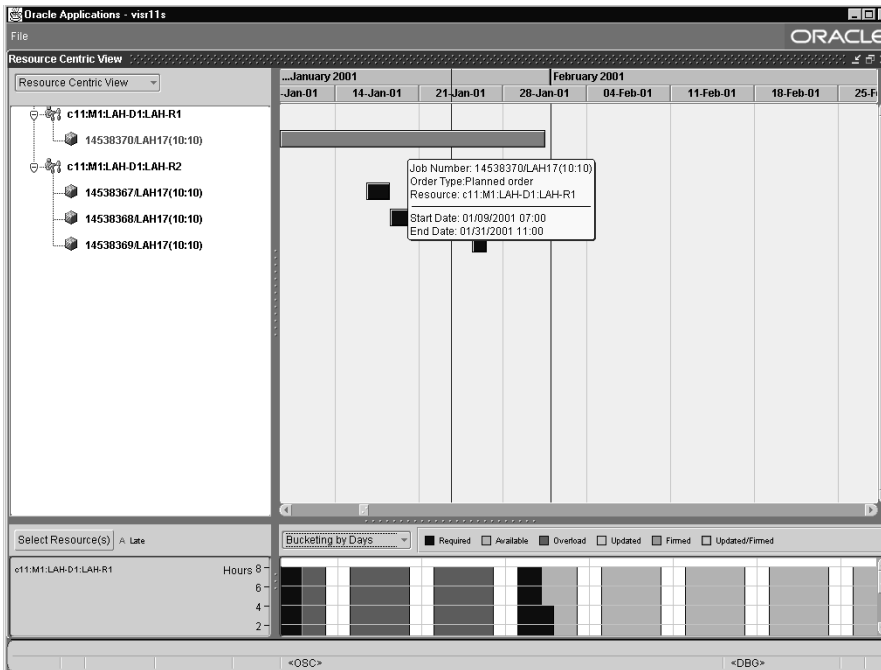 Oracle Applications - visr11s
File
ORACLE
Resource Centric View
Resource Centric View
...January 2001
February 2001
-Jan-01 14-Jan-01 21-Jan-01 28-Jan-01 04-Feb-01 11-Feb-01 18-Feb-01 25-F
c11:M1:LAH-D1:LAH-R1
14538370/LAH17(10:10)
c11:M1:LAH-D1:LAH-R2
14538367/LAH17(10:10)
14538368/LAH17(10:10)
14538369/LAH17(10:10)
Job Number: 14538370/LAH17(10:10)
Order Type:Planned order
Resource: c11:M1:LAH-D1:LAH-R1
Start Date: 01/09/2001 07:00
End Date: 01/31/2001 11:00
Select Resource(s) A Late
Bucketing by Days
Required Available Overload Updated Firmed Updated/Firmed
c11:M1:LAH-D1:LAH-R1
Hours 8
6
4
2
<OSC> <DBG>